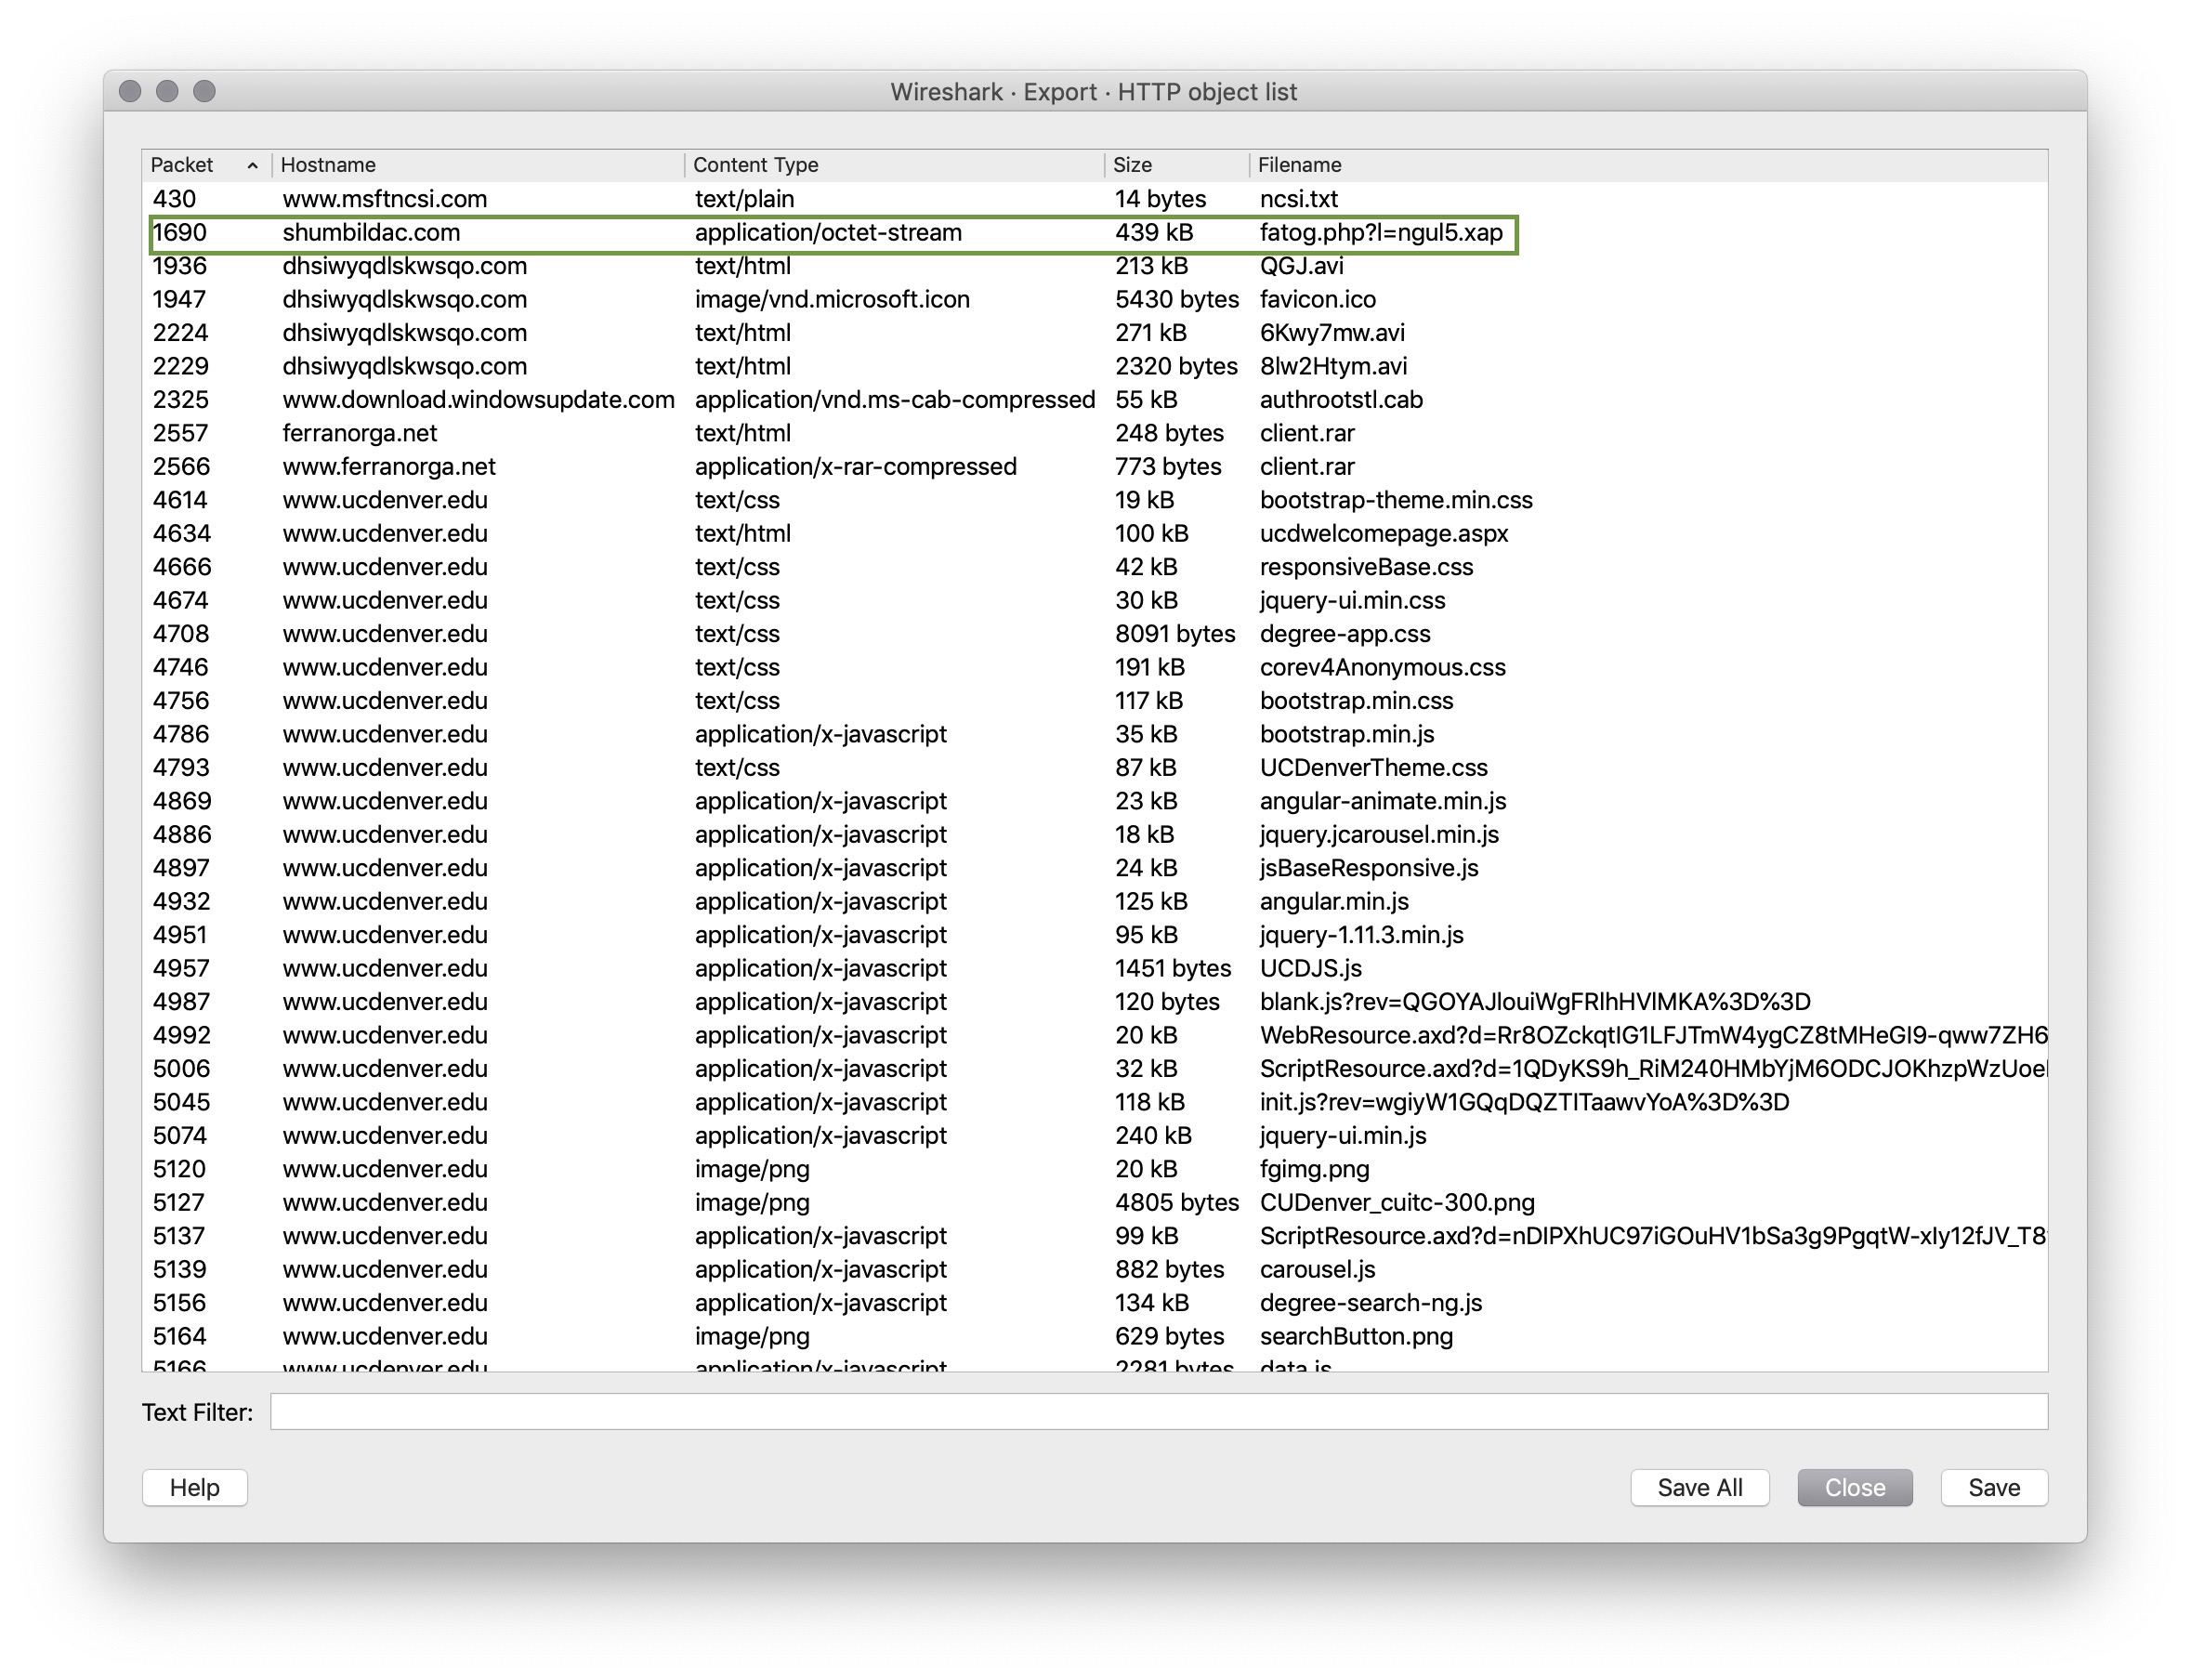 Wireshark · Export · HTTP object list
Packet Hostname Content Type Size Filename
430 www.msftncsi.com text/plain 14 bytes ncsi.txt
1690 shumbildac.com application/octet-stream 439 kB fatog.php?l=ngul5.xap
1936 dhsiwyqdlskwsqo.com text/html 213 kB QGJ.avi
1947 dhsiwyqdlskwsqo.com image/vnd.microsoft.icon 5430 bytes favicon.ico
2224 dhsiwyqdlskwsqo.com text/html 271 kB 6Kwy7mw.avi
2229 dhsiwyqdlskwsqo.com text/html 2320 bytes 8lw2Htym.avi
2325 www.download.windowsupdate.com application/vnd.ms-cab-compressed 55 kB authrootstl.cab
2557 ferranorga.net text/html 248 bytes client.rar
2566 www.ferranorga.net application/x-rar-compressed 773 bytes client.rar
4614 www.ucdenver.edu text/css 19 kB bootstrap-theme.min.css
4634 www.ucdenver.edu text/html 100 kB ucdwelcomepage.aspx
4666 www.ucdenver.edu text/css 42 kB responsiveBase.css
4674 www.ucdenver.edu text/css 30 kB jquery-ui.min.css
4708 www.ucdenver.edu text/css 8091 bytes degree-app.css
4746 www.ucdenver.edu text/css 191 kB corev4Anonymous.css
4756 www.ucdenver.edu text/css 117 kB bootstrap.min.css
4786 www.ucdenver.edu application/x-javascript 35 kB bootstrap.min.js
4793 www.ucdenver.edu text/css 87 kB UCDenverTheme.css
4869 www.ucdenver.edu application/x-javascript 23 kB angular-animate.min.js
4886 www.ucdenver.edu application/x-javascript 18 kB jquery.jcarousel.min.js
4897 www.ucdenver.edu application/x-javascript 24 kB jsBaseResponsive.js
4932 www.ucdenver.edu application/x-javascript 125 kB angular.min.js
4951 www.ucdenver.edu application/x-javascript 95 kB jquery-1.11.3.min.js
4957 www.ucdenver.edu application/x-javascript 1451 bytes UCDJS.js
4987 www.ucdenver.edu application/x-javascript 120 bytes blank.js?rev=QGOYAJlouiWgFRlhHVlMKA%3D%3D
4992 www.ucdenver.edu application/x-javascript 20 kB WebResource.axd?d=Rr8OZckqtIG1LFJTmW4ygCZ8tMHeGl9-qww7ZH6
5006 www.ucdenver.edu application/x-javascript 32 kB ScriptResource.axd?d=1QDyKS9h_RiM240HMbYjM6ODCJOKhzpWzUoe
5045 www.ucdenver.edu application/x-javascript 118 kB init.js?rev=wgiyW1GQqDQZTITaawvYoA%3D%3D
5074 www.ucdenver.edu application/x-javascript 240 kB jquery-ui.min.js
5120 www.ucdenver.edu image/png 20 kB fgimg.png
5127 www.ucdenver.edu image/png 4805 bytes CUDenver_cuitc-300.png
5137 www.ucdenver.edu application/x-javascript 99 kB ScriptResource.axd?d=nDIPXhUC97iGOuHV1bSa3g9PgqtW-xIy12fJV_T8
5139 www.ucdenver.edu application/x-javascript 882 bytes carousel.js
5156 www.ucdenver.edu application/x-javascript 134 kB degree-search-ng.js
5164 www.ucdenver.edu image/png 629 bytes searchButton.png
5166 www.ucdenver.edu application/x-javascript 2281 bytes data.js
Text Filter:
Help Save All Close Save